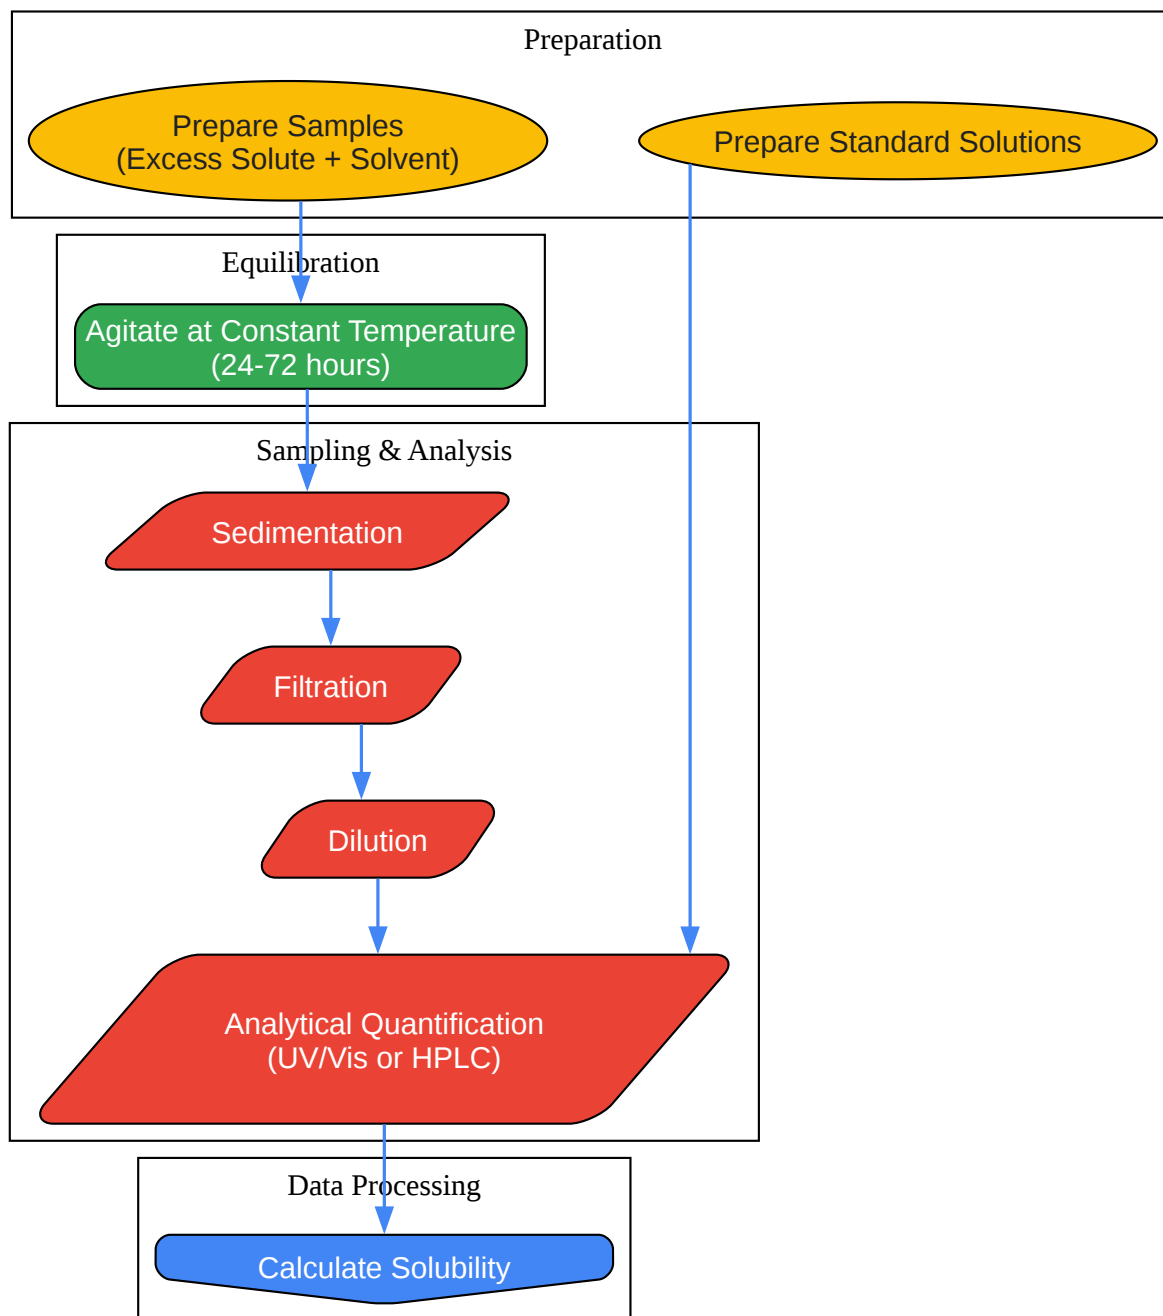 Preparation
Prepare Samples
(Excess Solute + Solvent)
Prepare Standard Solutions
Equilibration
Agitate at Constant Temperature
(24-72 hours)
Sampling & Analysis
Sedimentation
Filtration
Dilution
Analytical Quantification
(UV/Vis or HPLC)
Data Processing
Calculate Solubility